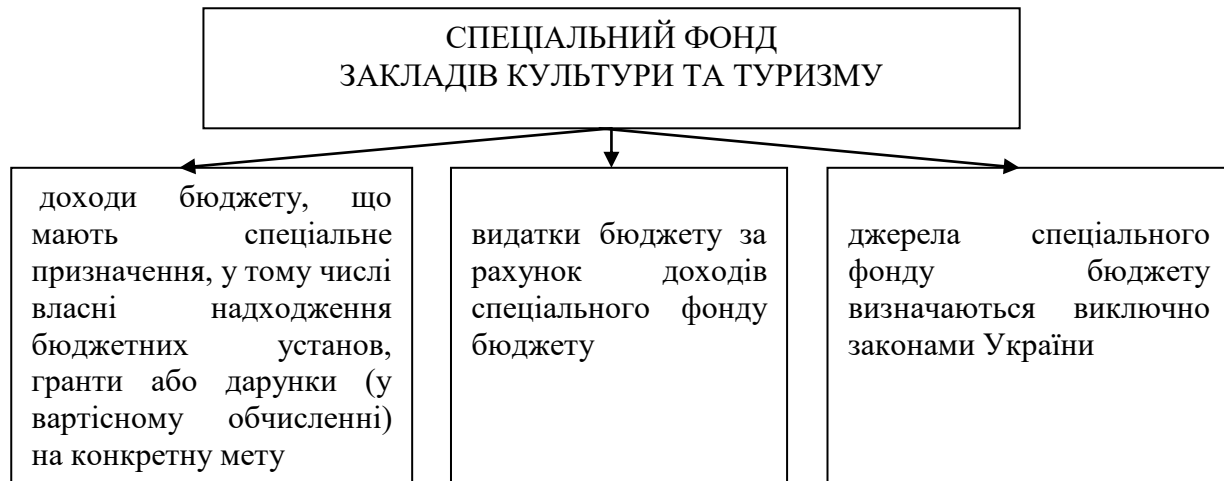 СПЕЦІАЛЬНИЙ ФОНД
ЗАКЛАДІВ КУЛЬТУРИ ТА ТУРИЗМУ
доходи бюджету, що
мають спеціальне
призначення, у тому числі
власні надходження
бюджетних установ,
гранти або дарунки (у
вартісному обчисленні)
на конкретну мету
видатки бюджету за
рахунок доходів
спеціального фонду
бюджету
джерела спеціального
фонду бюджету
визначаються виключно
законами України